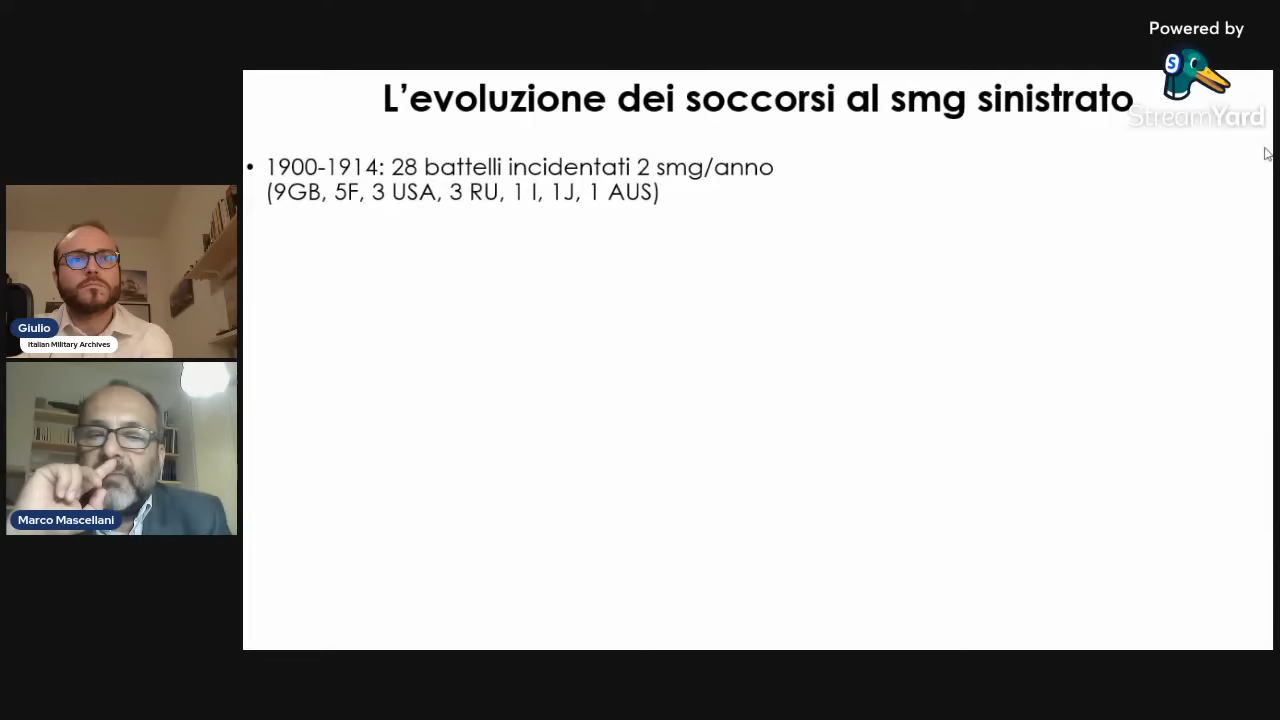 Powered by
S
StreamYard
L'evoluzione dei soccorsi al smg sinistrato
• 1900-1914: 28 battelli incidentati 2 smg/anno
(9GB, 5F, 3 USA, 3 RU, 1 I, 1J, 1 AUS)
Giulio
Italian Military Archives
Marco Mascellani